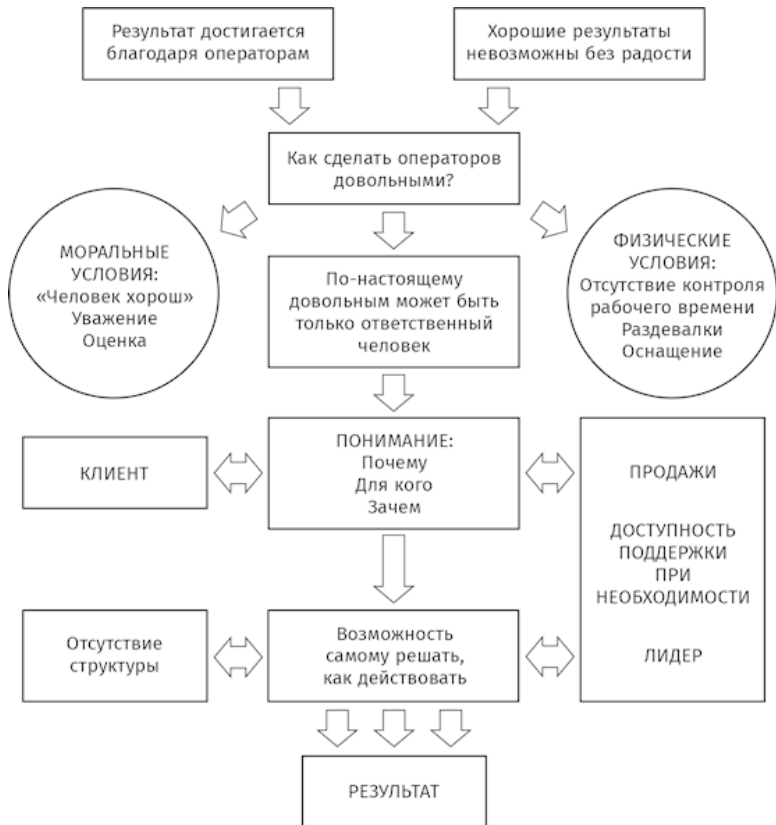 Результат достигается
благодаря операторам
Хорошие результаты
невозможны без радости
Как сделать операторов
довольными?
МОРАЛЬНЫЕ
УСЛОВИЯ:
«Человек хорош»
Уважение
Оценка
По-настоящему
довольным может быть
только ответственный
человек
ФИЗИЧЕСКИЕ
УСЛОВИЯ:
Отсутствие контроля
рабочего времени
Раздевалки
Оснащение
КЛИЕНТ
ПОНИМАНИЕ:
Почему
Для кого
Зачем
ПРОДАЖИ
ДОСТУПНОСТЬ
ПОДДЕРЖКИ
ПРИ
НЕОБХОДИМОСТИ
ЛИДЕР
Отсутствие
структуры
Возможность
самому решать,
как действовать
РЕЗУЛЬТАТ